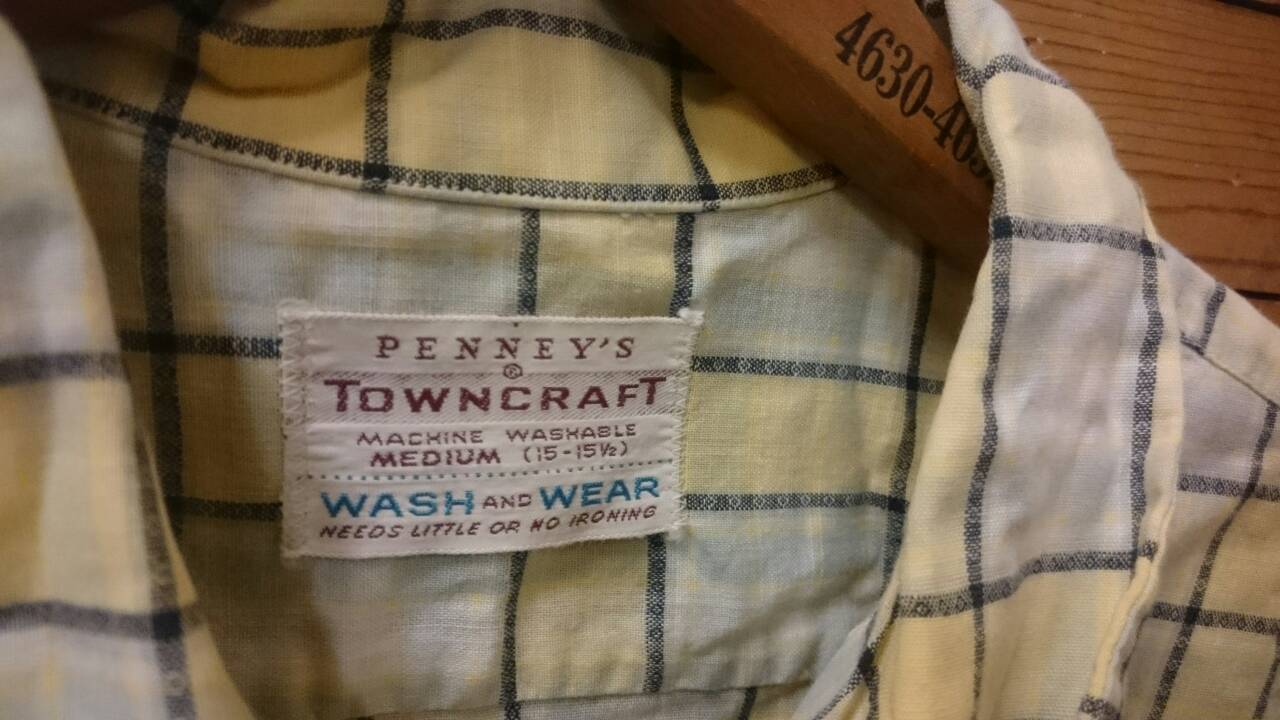 4630-40
PENNEY'S
®
TOWNCRAFT
MACHINE WASHABLE
MEDIUM (15-15½)
WASH AND WEAR
NEEDS LITTLE OR NO IRONING